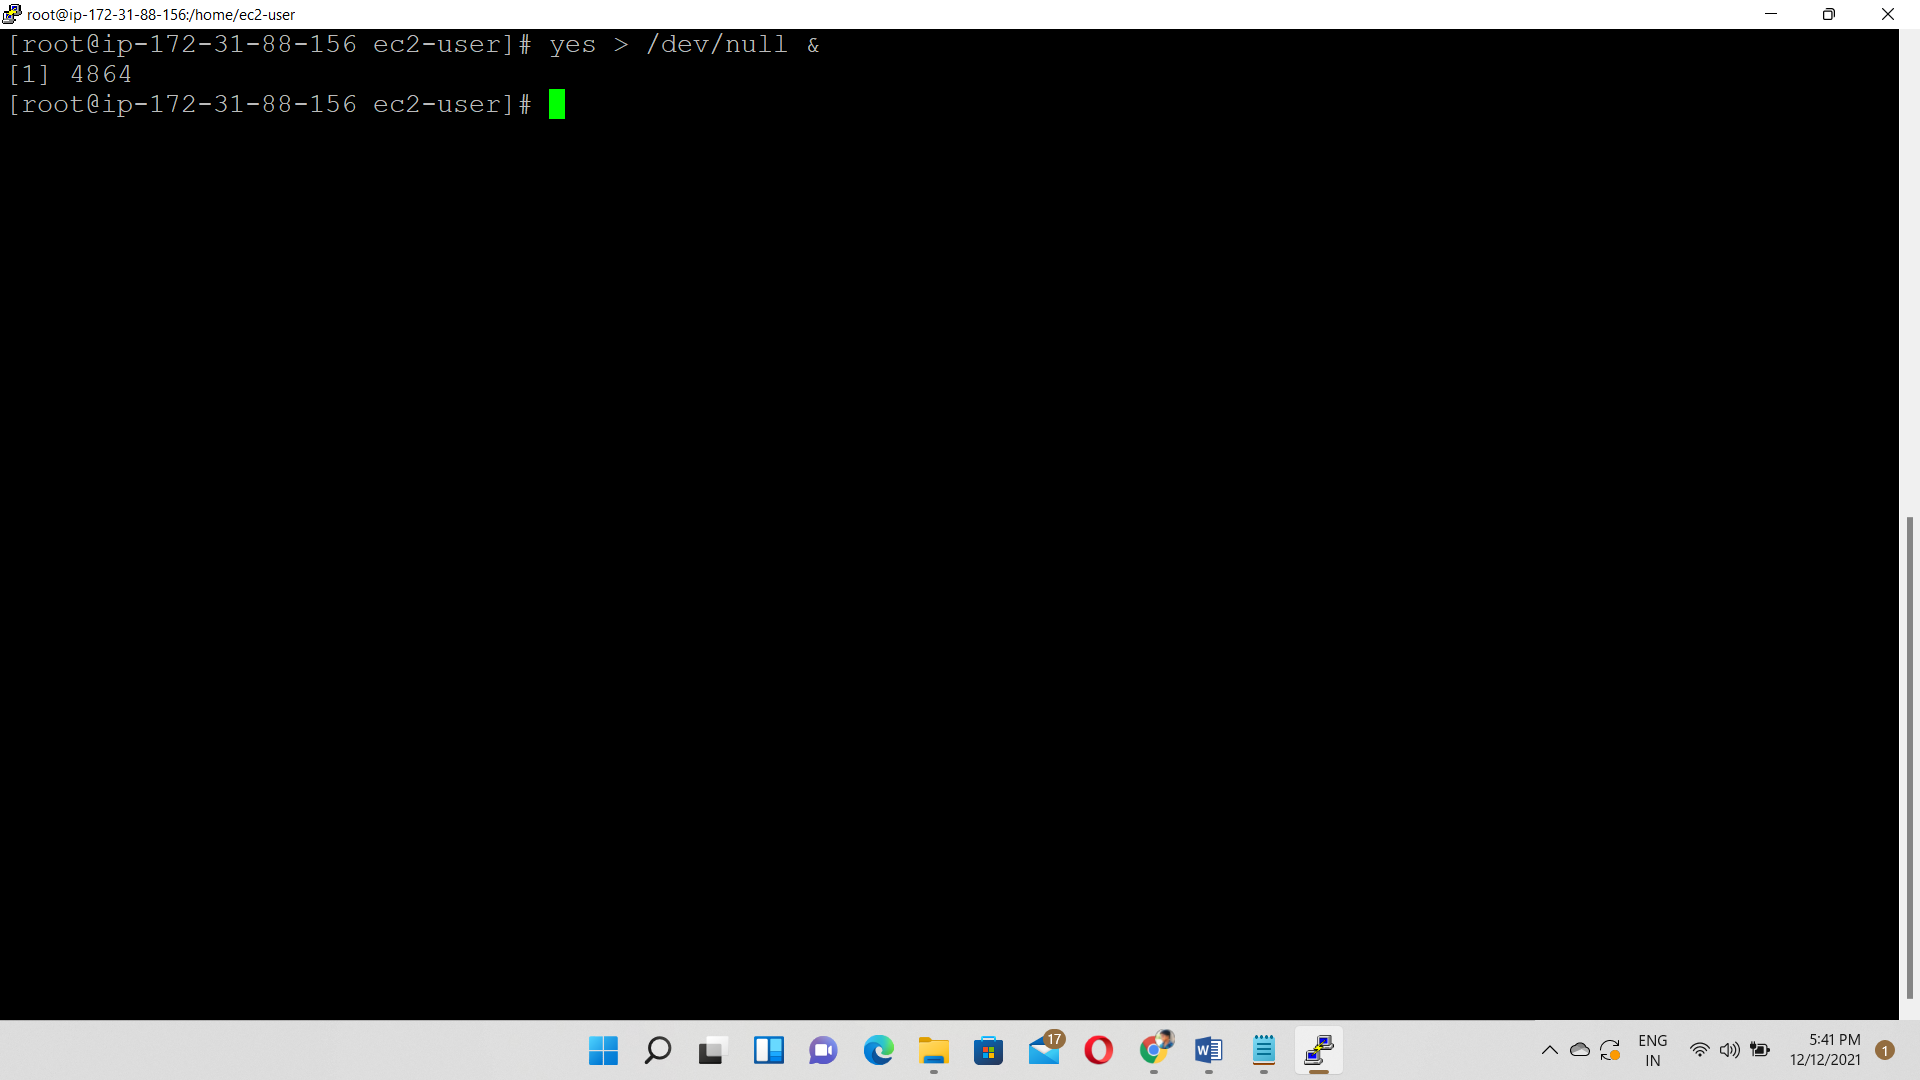 root@ip-172-31-88-156:/home/ec2-user
[root@ip-172-31-88-156 ec2-user]# yes > /dev/null &
[1] 4864
[root@ip-172-31-88-156 ec2-user]#
17
ENG
IN
5:41 PM
12/12/2021
1